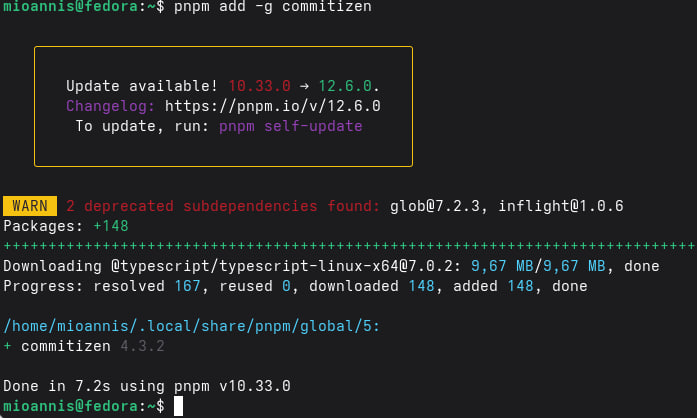 mioannis@fedora:~$ pnpm add -g commitizen
Update available! 10.33.0 → 12.6.0.
Changelog: https://pnpm.io/v/12.6.0
To update, run: pnpm self-update
WARN 2 deprecated subdependencies found: glob@7.2.3, inflight@1.0.6
Packages: +148
+++++++++++++++++++++++++++++++++++++++++++++++++++++++++++++++++++++++++++++
Downloading @typescript/typescript-linux-x64@7.0.2: 9,67 MB/9,67 MB, done
Progress: resolved 167, reused 0, downloaded 148, added 148, done
/home/mioannis/.local/share/pnpm/global/5:
+ commitizen 4.3.2
Done in 7.2s using pnpm v10.33.0
mioannis@fedora:~$